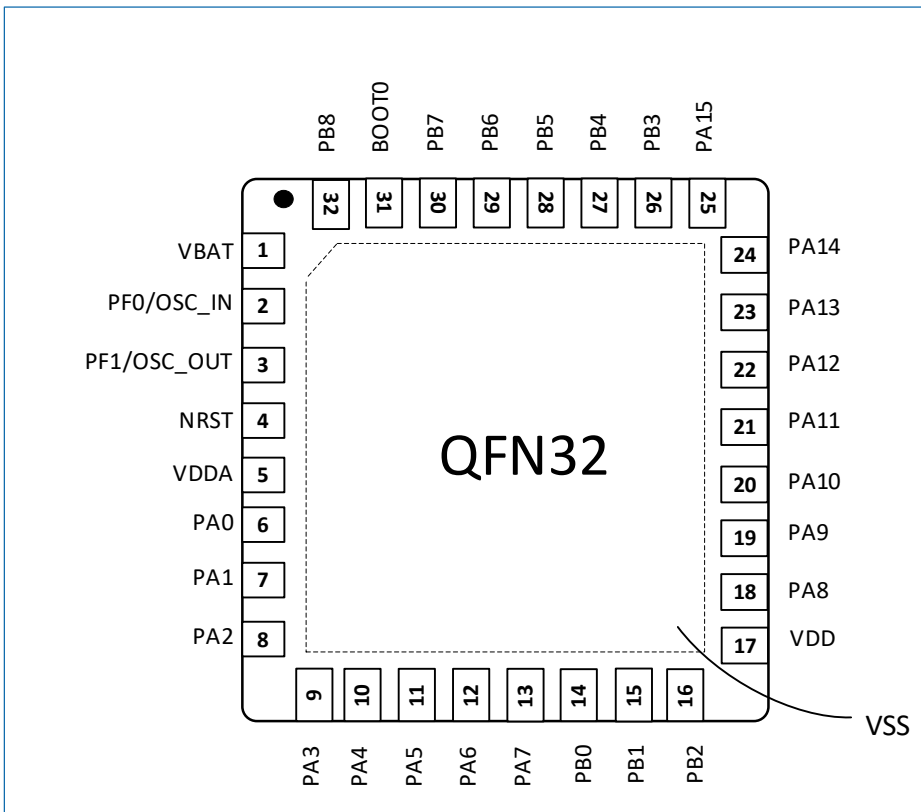 PB8
BOOT0
PB7
PB6
PB5
PB4
PB3
PA15
32
31
30
29
28
27
26
25
VBAT 1
PF0/OSC_IN 2
PF1/OSC_OUT 3
NRST 4
VDDA 5
PA0 6
PA1 7
PA2 8
QFN32
24 PA14
23 PA13
22 PA12
21 PA11
20 PA10
19 PA9
18 PA8
17 VDD
VSS
9
10
11
12
13
14
15
16
PA3
PA4
PA5
PA6
PA7
PB0
PB1
PB2